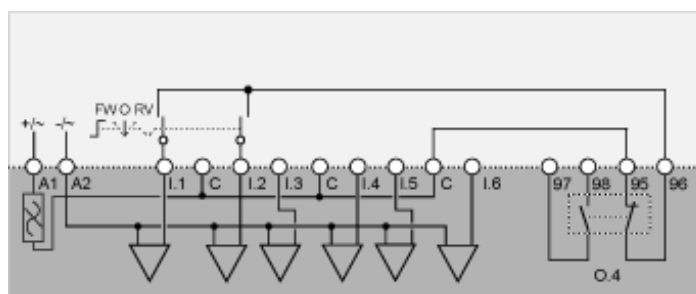 FW O RV
+/~ -/~
A1 A2 I.1 C I.2 I.3 C I.4 I.5 C I.6 97 98 95 96
O.4